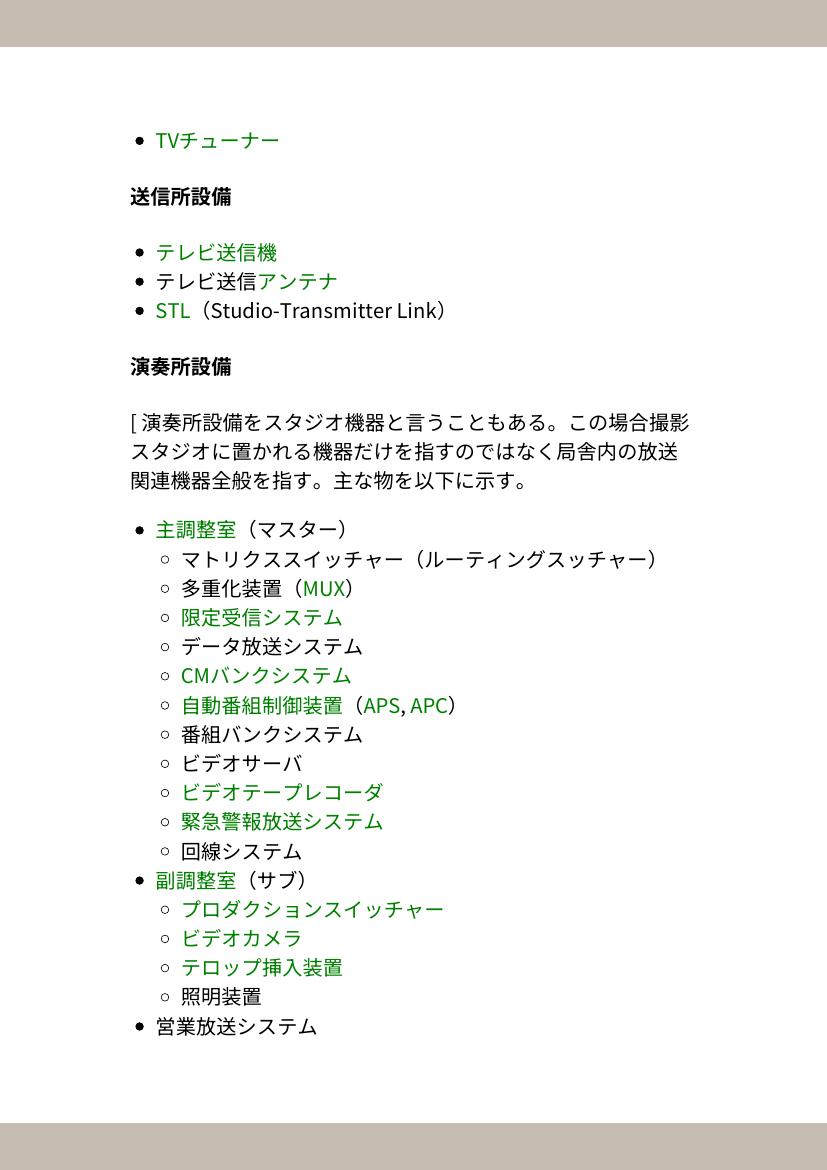 TVチューナー
送信所設備
テレビ送信機
テレビ送信アンテナ
STL（Studio-Transmitter Link）
演奏所設備
[ 演奏所設備をスタジオ機器と言うこともある。この場合撮影
スタジオに置かれる機器だけを指すのではなく局舎内の放送
関連機器全般を指す。主な物を以下に示す。
主調整室（マスター）
マトリクススイッチャー（ルーティングスッチャー）
多重化装置（MUX）
限定受信システム
データ放送システム
CMバンクシステム
自動番組制御装置（APS, APC）
番組バンクシステム
ビデオサーバ
ビデオテープレコーダ
緊急警報放送システム
回線システム
副調整室（サブ）
プロダクションスイッチャー
ビデオカメラ
テロップ挿入装置
照明装置
営業放送システム